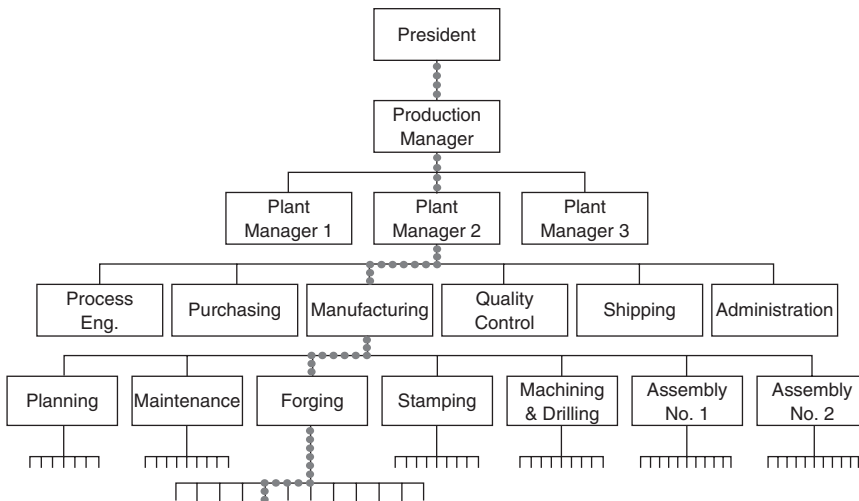 President
Production
Manager
Plant
Manager 1
Plant
Manager 2
Plant
Manager 3
Process
Eng.
Purchasing
Manufacturing
Quality
Control
Shipping
Administration
Planning
Maintenance
Forging
Stamping
Machining
& Drilling
Assembly
No. 1
Assembly
No. 2